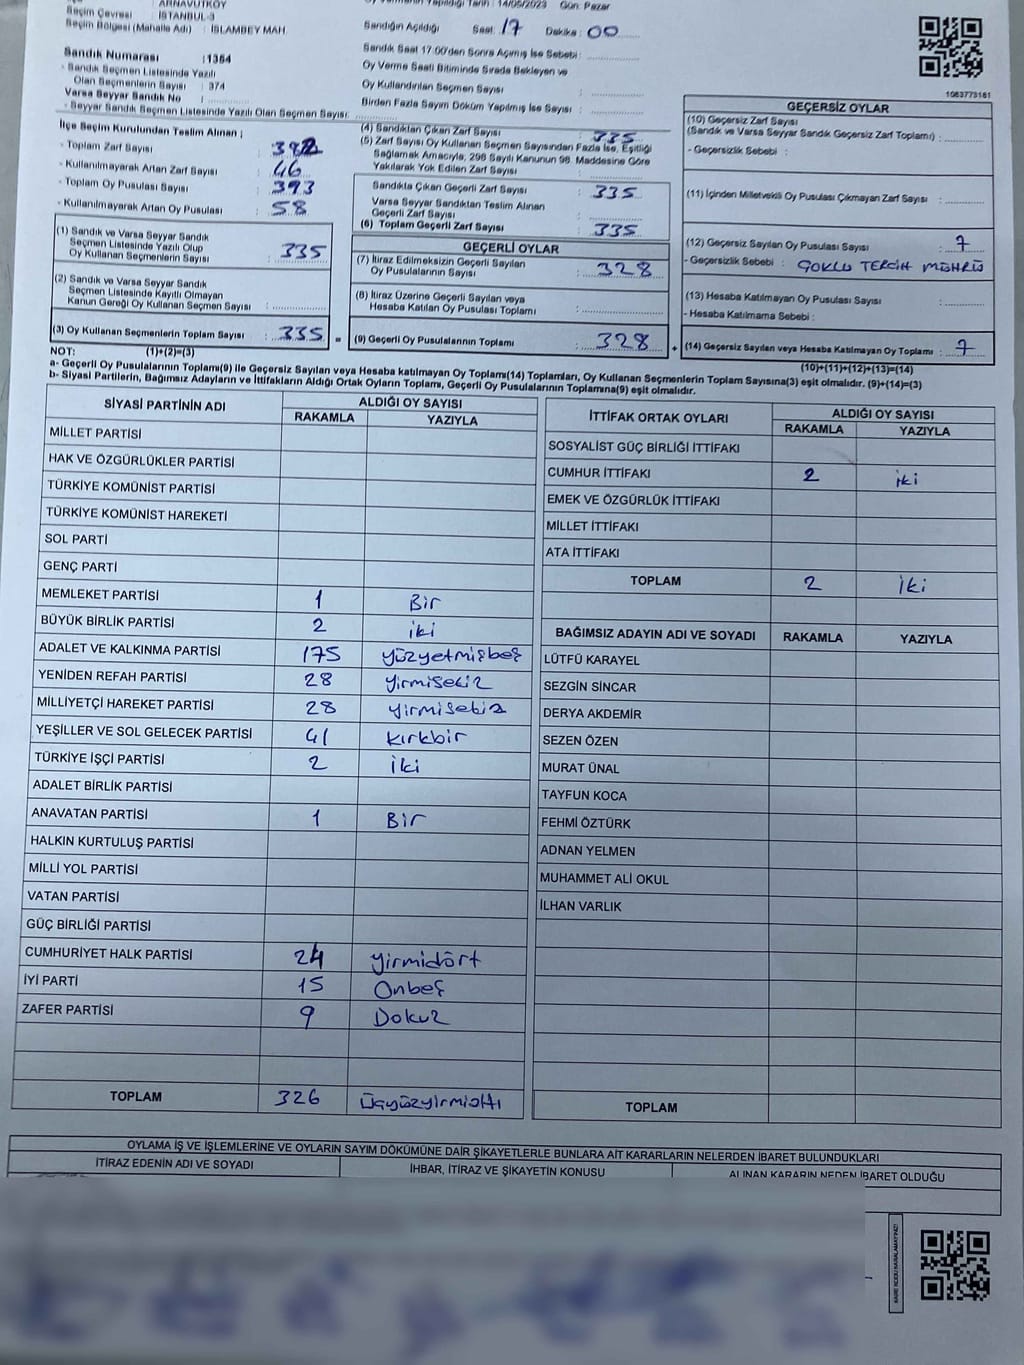 ARNAVUTKÖY
Seçim Çevresi : İSTANBUL-3
Seçim Bölgesi (Mahalle Adı) : İSLAMBEY MAH.
Sandık Numarası : 1364
- Sandık Seçmen Listesinde Yazılı
Olan Seçmenlerin Sayısı : 374
Varsa Seyyar Sandık No :
- Seyyar Sandık Seçmen Listesinde Yazılı Olan Seçmen Sayısı:
14/05/2023 Gün: Pazar
Sandığın Açıldığı Saat: 17 Dakika: 00
Sandık Saat 17:00'den Sonra Açılmış İse Sebebi :
Oy Verme Saati Bitiminde Sırada Bekleyen ve
Oy Kullandırılan Seçmen Sayısı :
Birden Fazla Sayım Döküm Yapılmış İse Sayısı :
1063773161
İlçe Seçim Kurulundan Teslim Alınan ;
- Toplam Zarf Sayısı : 382
- Kullanılmayarak Artan Zarf Sayısı : 46
- Toplam Oy Pusulası Sayısı : 393
- Kullanılmayarak Artan Oy Pusulası : 58
(1) Sandık ve Varsa Seyyar Sandık
Seçmen Listesinde Yazılı Olup
Oy Kullanan Seçmenlerin Sayısı : 335
(2) Sandık ve Varsa Seyyar Sandık
Seçmen Listesinde Kayıtlı Olmayan
Kanun Gereği Oy Kullanan Seçmen Sayısı :
(3) Oy Kullanan Seçmenlerin Toplam Sayısı : 335 =
(4) Sandıktan Çıkan Zarf Sayısı : 335
(5) Zarf Sayısı Oy Kullanan Seçmen Sayısından Fazla İse, Eşitliği
Sağlamak Amacıyla, 298 Sayılı Kanunun 98. Maddesine Göre
Yakılarak Yok Edilen Zarf Sayısı :
Sandıkta Çıkan Geçerli Zarf Sayısı : 335
Varsa Seyyar Sandıktan Teslim Alınan
Geçerli Zarf Sayısı :
(6) Toplam Geçerli Zarf Sayısı : 335
GEÇERLİ OYLAR
(7) İtiraz Edilmeksizin Geçerli Sayılan
Oy Pusulalarının Sayısı : 328
(8) İtiraz Üzerine Geçerli Sayılan veya
Hesaba Katılan Oy Pusulası Toplamı :
(9) Geçerli Oy Pusulalarının Toplamı : 328 +
GEÇERSİZ OYLAR
(10) Geçersiz Zarf Sayısı
(Sandık ve Varsa Seyyar Sandık Geçersiz Zarf Toplamı) :
- Geçersizlik Sebebi :
(11) İçinden Milletvekili Oy Pusulası Çıkmayan Zarf Sayısı :
(12) Geçersiz Sayılan Oy Pusulası Sayısı : 7
- Geçersizlik Sebebi : ÇOKLU TERCİH MÜHRÜ
(13) Hesaba Katılmayan Oy Pusulası Sayısı :
- Hesaba Katılmama Sebebi :
(14) Geçersiz Sayılan veya Hesaba Katılmayan Oy Toplamı : 7
NOT: (1)+(2)=(3) (10)+(11)+(12)+(13)=(14)
a- Geçerli Oy Pusulalarının Toplamı(9) ile Geçersiz Sayılan veya Hesaba katılmayan Oy Toplamı(14) Toplamları, Oy Kullanan Seçmenlerin Toplam Sayısına(3) eşit olmalıdır. (9)+(14)=(3)
b- Siyasi Partilerin, Bağımsız Adayların ve İttifakların Aldığı Ortak Oyların Toplamı, Geçerli Oy Pusulalarının Toplamına(9) eşit olmalıdır.
SİYASİ PARTİNİN ADI ALDIĞI OY SAYISI
RAKAMLA YAZIYLA
MİLLET PARTİSİ
HAK VE ÖZGÜRLÜKLER PARTİSİ
TÜRKİYE KOMÜNİST PARTİSİ
TÜRKİYE KOMÜNİST HAREKETİ
SOL PARTİ
GENÇ PARTİ
MEMLEKET PARTİSİ 1 Bir
BÜYÜK BİRLİK PARTİSİ 2 iki
ADALET VE KALKINMA PARTİSİ 175 yüzyetmişbeş
YENİDEN REFAH PARTİSİ 28 yirmisekiz
MİLLİYETÇİ HAREKET PARTİSİ 28 yirmisekiz
YEŞİLLER VE SOL GELECEK PARTİSİ 41 kırkbir
TÜRKİYE İŞÇİ PARTİSİ 2 iki
ADALET BİRLİK PARTİSİ
ANAVATAN PARTİSİ 1 Bir
HALKIN KURTULUŞ PARTİSİ
MİLLİ YOL PARTİSİ
VATAN PARTİSİ
GÜÇ BİRLİĞİ PARTİSİ
CUMHURİYET HALK PARTİSİ 24 yirmidört
İYİ PARTİ 15 Onbeş
ZAFER PARTİSİ 9 Dokuz
TOPLAM 326 Üçyüzyirmialtı
İTTİFAK ORTAK OYLARI ALDIĞI OY SAYISI
RAKAMLA YAZIYLA
SOSYALİST GÜÇ BİRLİĞİ İTTİFAKI
CUMHUR İTTİFAKI 2 iki
EMEK VE ÖZGÜRLÜK İTTİFAKI
MİLLET İTTİFAKI
ATA İTTİFAKI
TOPLAM 2 iki
BAĞIMSIZ ADAYIN ADI VE SOYADI RAKAMLA YAZIYLA
LÜTFÜ KARAYEL
SEZGİN SİNCAR
DERYA AKDEMİR
SEZEN ÖZEN
MURAT ÜNAL
TAYFUN KOCA
FEHMİ ÖZTÜRK
ADNAN YELMEN
MUHAMMET ALİ OKUL
İLHAN VARLIK
TOPLAM
OYLAMA İŞ VE İŞLEMLERİNE VE OYLARIN SAYIM DÖKÜMÜNE DAİR ŞİKAYETLERLE BUNLARA AİT KARARLARIN NELERDEN İBARET BULUNDUKLARI
İTİRAZ EDENİN ADI VE SOYADI İHBAR, İTİRAZ VE ŞİKAYETİN KONUSU ALINAN KARARIN NEDEN İBARET OLDUĞU
KARE KODU KARALAMAYINIZ!